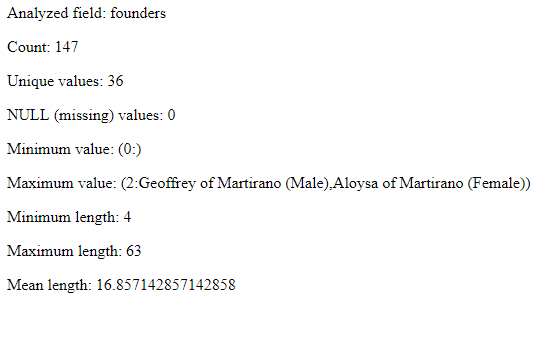 Analyzed field: founders
Count: 147
Unique values: 36
NULL (missing) values: 0
Minimum value: (0:)
Maximum value: (2:Geoffrey of Martirano (Male),Aloysa of Martirano (Female))
Minimum length: 4
Maximum length: 63
Mean length: 16.857142857142858